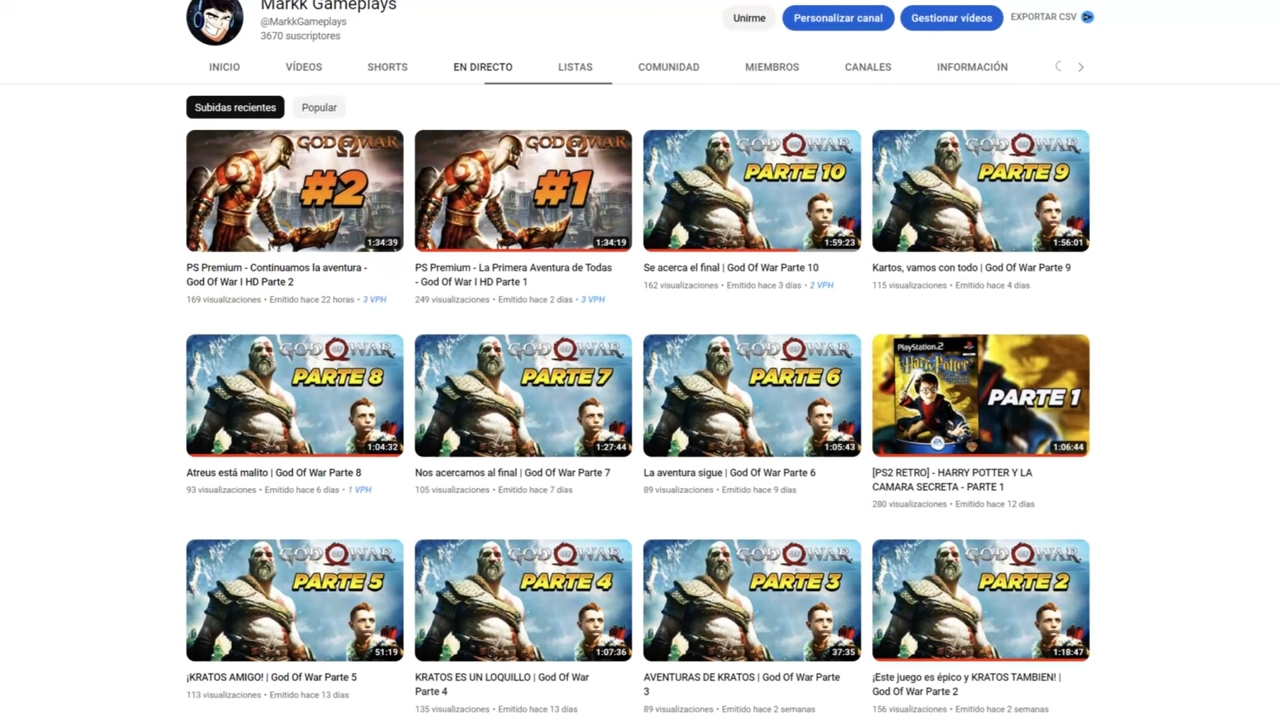 Markk Gameplays
@MarkkGameplays
3670 suscriptores
Unirme
Personalizar canal
Gestionar vídeos
EXPORTAR CSV
INICIO
VÍDEOS
SHORTS
EN DIRECTO
LISTAS
COMUNIDAD
MIEMBROS
CANALES
INFORMACIÓN
Subidas recientes
Popular
GOD OF WAR
#2
1:34:39
GOD OF WAR
#1
1:34:19
GOD OF WAR
PARTE 10
1:59:23
GOD OF WAR
PARTE 9
1:56:01
PS Premium - Continuamos la aventura -
God Of War I HD Parte 2
169 visualizaciones • Emitido hace 22 horas • 3 VPH
PS Premium - La Primera Aventura de Todas
- God Of War I HD Parte 1
249 visualizaciones • Emitido hace 2 días • 3 VPH
Se acerca el final | God Of War Parte 10
162 visualizaciones • Emitido hace 3 días • 2 VPH
Kartos, vamos con todo | God Of War Parte 9
115 visualizaciones • Emitido hace 4 días
GOD OF WAR
PARTE 8
1:04:32
GOD OF WAR
PARTE 7
1:27:44
GOD OF WAR
PARTE 6
1:05:43
PlayStation.2
Harry Potter
EA GAMES
PARTE 1
1:06:44
Atreus está malito | God Of War Parte 8
93 visualizaciones • Emitido hace 6 días • 1 VPH
Nos acercamos al final | God Of War Parte 7
105 visualizaciones • Emitido hace 7 días
La aventura sigue | God Of War Parte 6
89 visualizaciones • Emitido hace 9 días
[PS2 RETRO] - HARRY POTTER Y LA
CAMARA SECRETA - PARTE 1
280 visualizaciones • Emitido hace 12 días
GOD OF WAR
PARTE 5
51:19
GOD OF WAR
PARTE 4
1:07:36
GOD OF WAR
PARTE 3
37:35
GOD OF WAR
PARTE 2
1:18:47
¡KRATOS AMIGO! | God Of War Parte 5
113 visualizaciones • Emitido hace 13 días
KRATOS ES UN LOQUILLO | God Of War
Parte 4
135 visualizaciones • Emitido hace 13 días
AVENTURAS DE KRATOS | God Of War Parte
3
89 visualizaciones • Emitido hace 2 semanas
¡Este juego es épico y KRATOS TAMBIEN! |
God Of War Parte 2
156 visualizaciones • Emitido hace 2 semanas